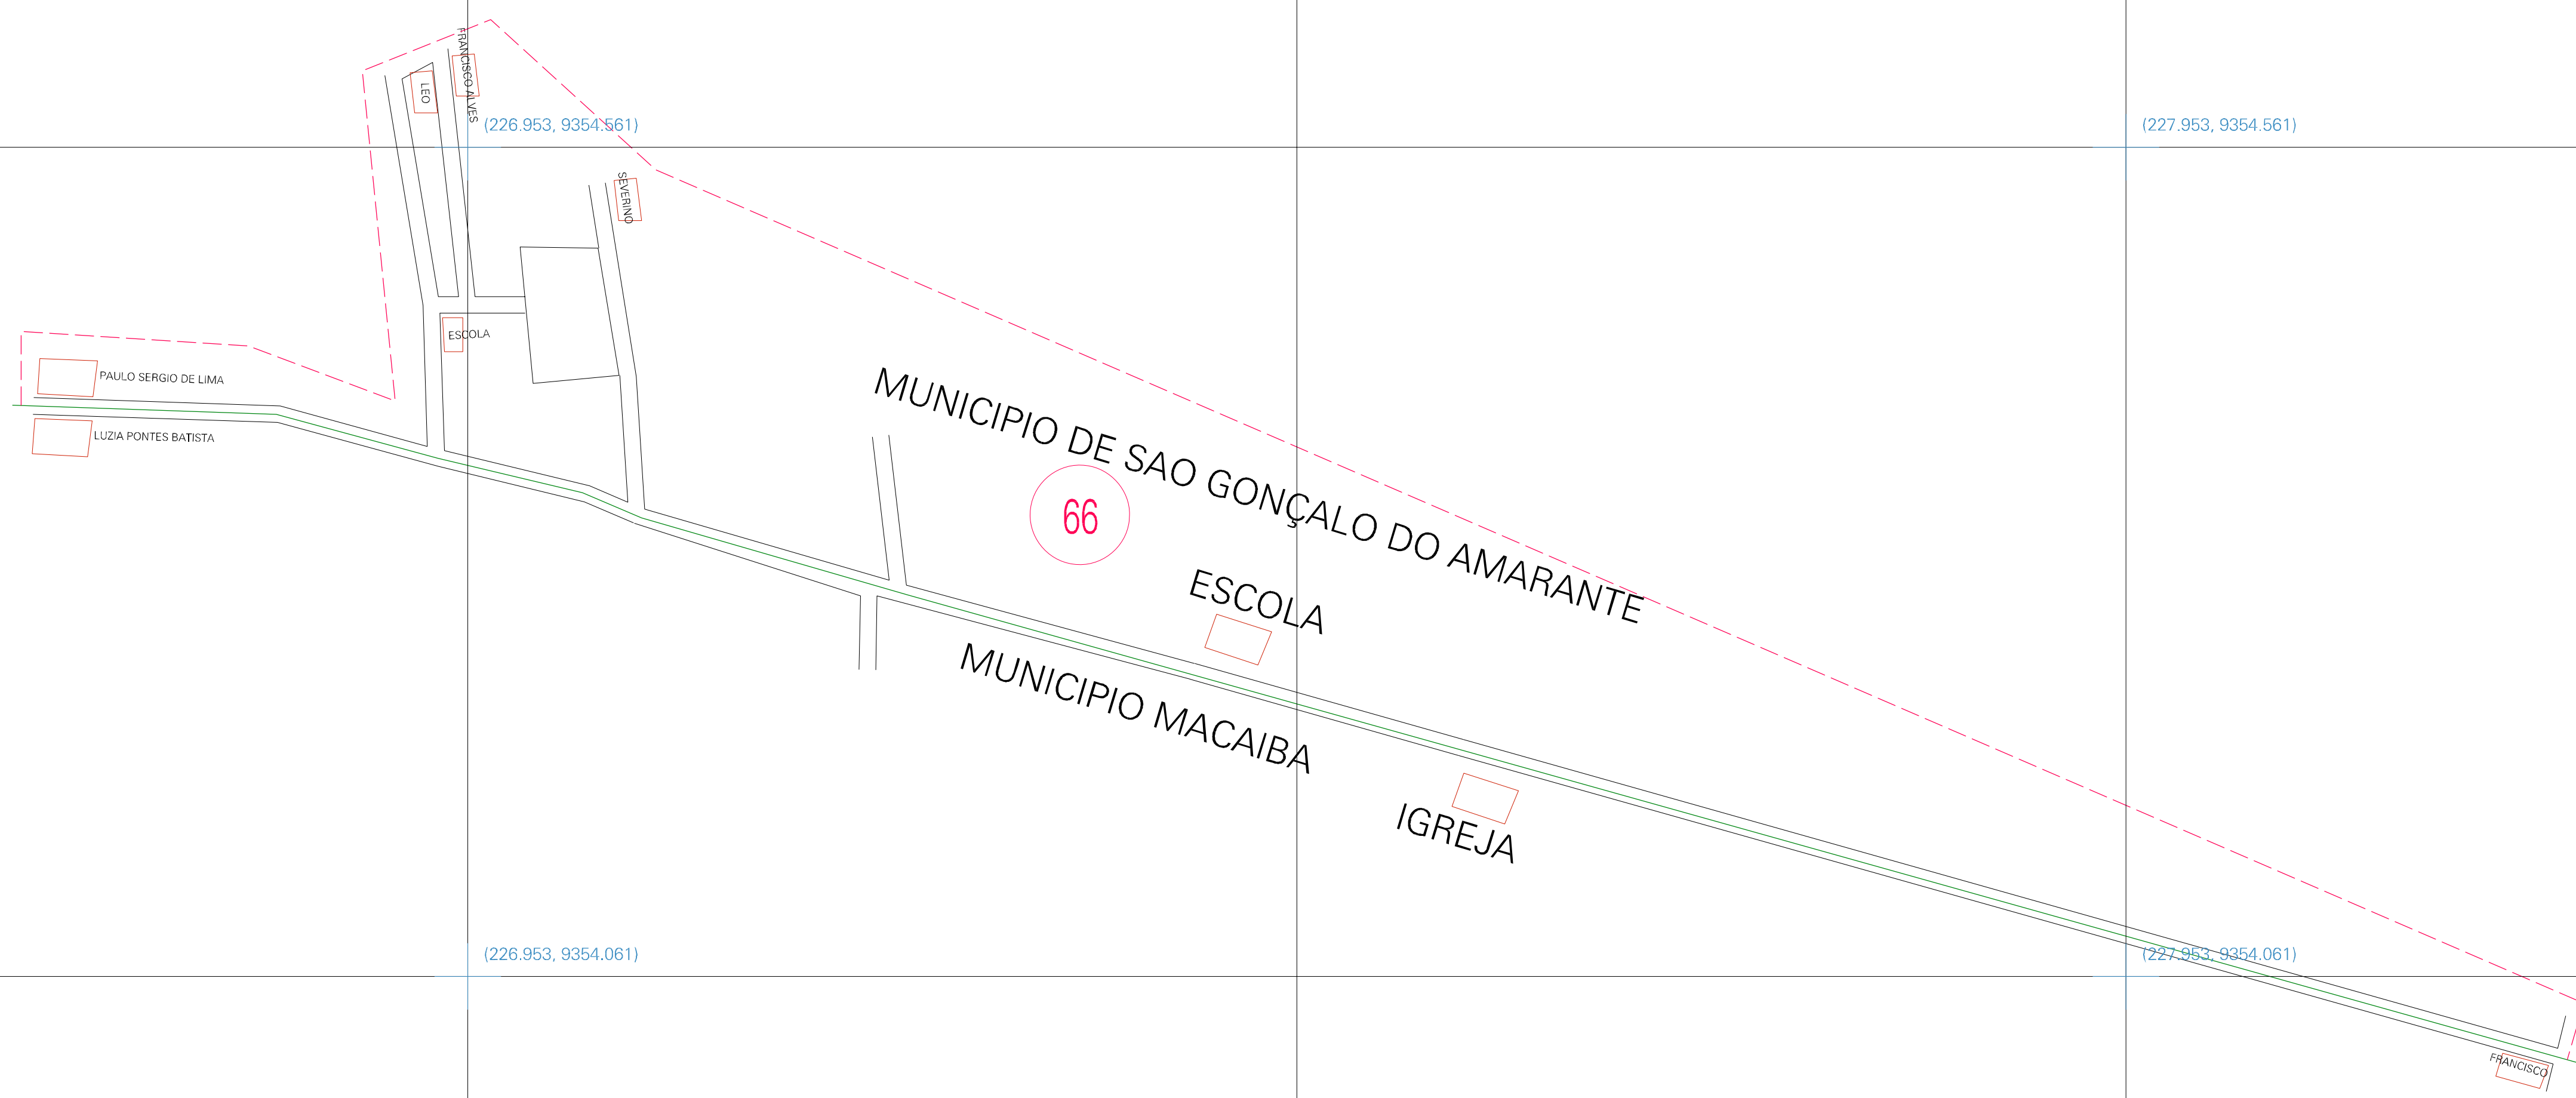 FRANCISCO ALVES
LEO
(226.953, 9354.561)
(227.953, 9354.561)
SEVERINO
ESCOLA
PAULO SERGIO DE LIMA
LUZIA PONTES BATISTA
MUNICIPIO DE SAO GONÇALO DO AMARANTE
66
ESCOLA
MUNICIPIO MACAIBA
IGREJA
(226.953, 9354.061)
(227.953, 9354.061)
FRANCISCO